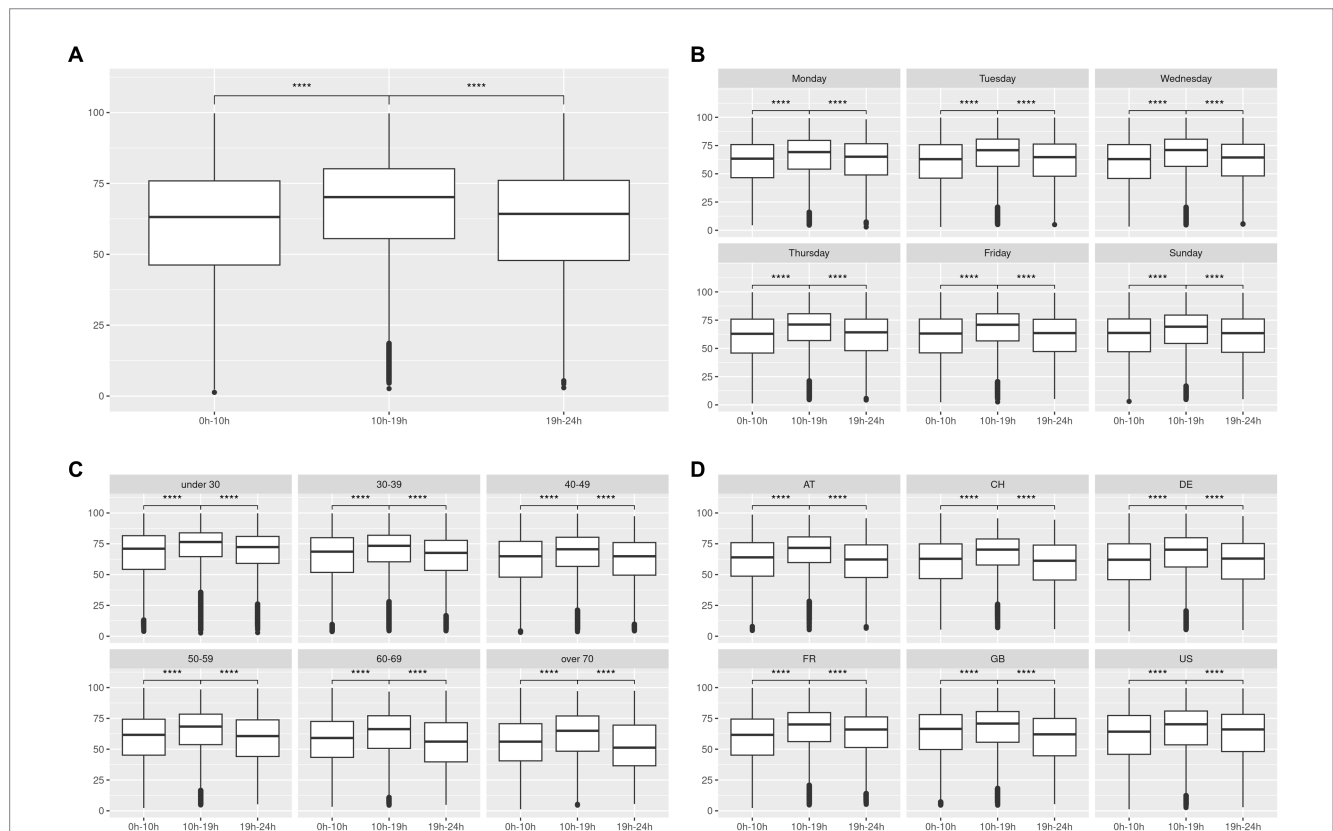 A
**** ****
100
75
50
25
0
0h-10h 10h-19h 19h-24h
B
Monday Tuesday Wednesday
**** **** **** **** **** ****
100
75
50
25
0
Thursday Friday Sunday
**** **** **** **** **** ****
100
75
50
25
0
0h-10h 10h-19h 19h-24h 0h-10h 10h-19h 19h-24h 0h-10h 10h-19h 19h-24h
C
under 30 30-39 40-49
**** **** **** **** **** ****
100
75
50
25
0
50-59 60-69 over 70
**** **** **** **** **** ****
100
75
50
25
0
0h-10h 10h-19h 19h-24h 0h-10h 10h-19h 19h-24h 0h-10h 10h-19h 19h-24h
D
AT CH DE
**** **** **** **** **** ****
100
75
50
25
0
FR GB US
**** **** **** **** **** ****
100
75
50
25
0
0h-10h 10h-19h 19h-24h 0h-10h 10h-19h 19h-24h 0h-10h 10h-19h 19h-24h